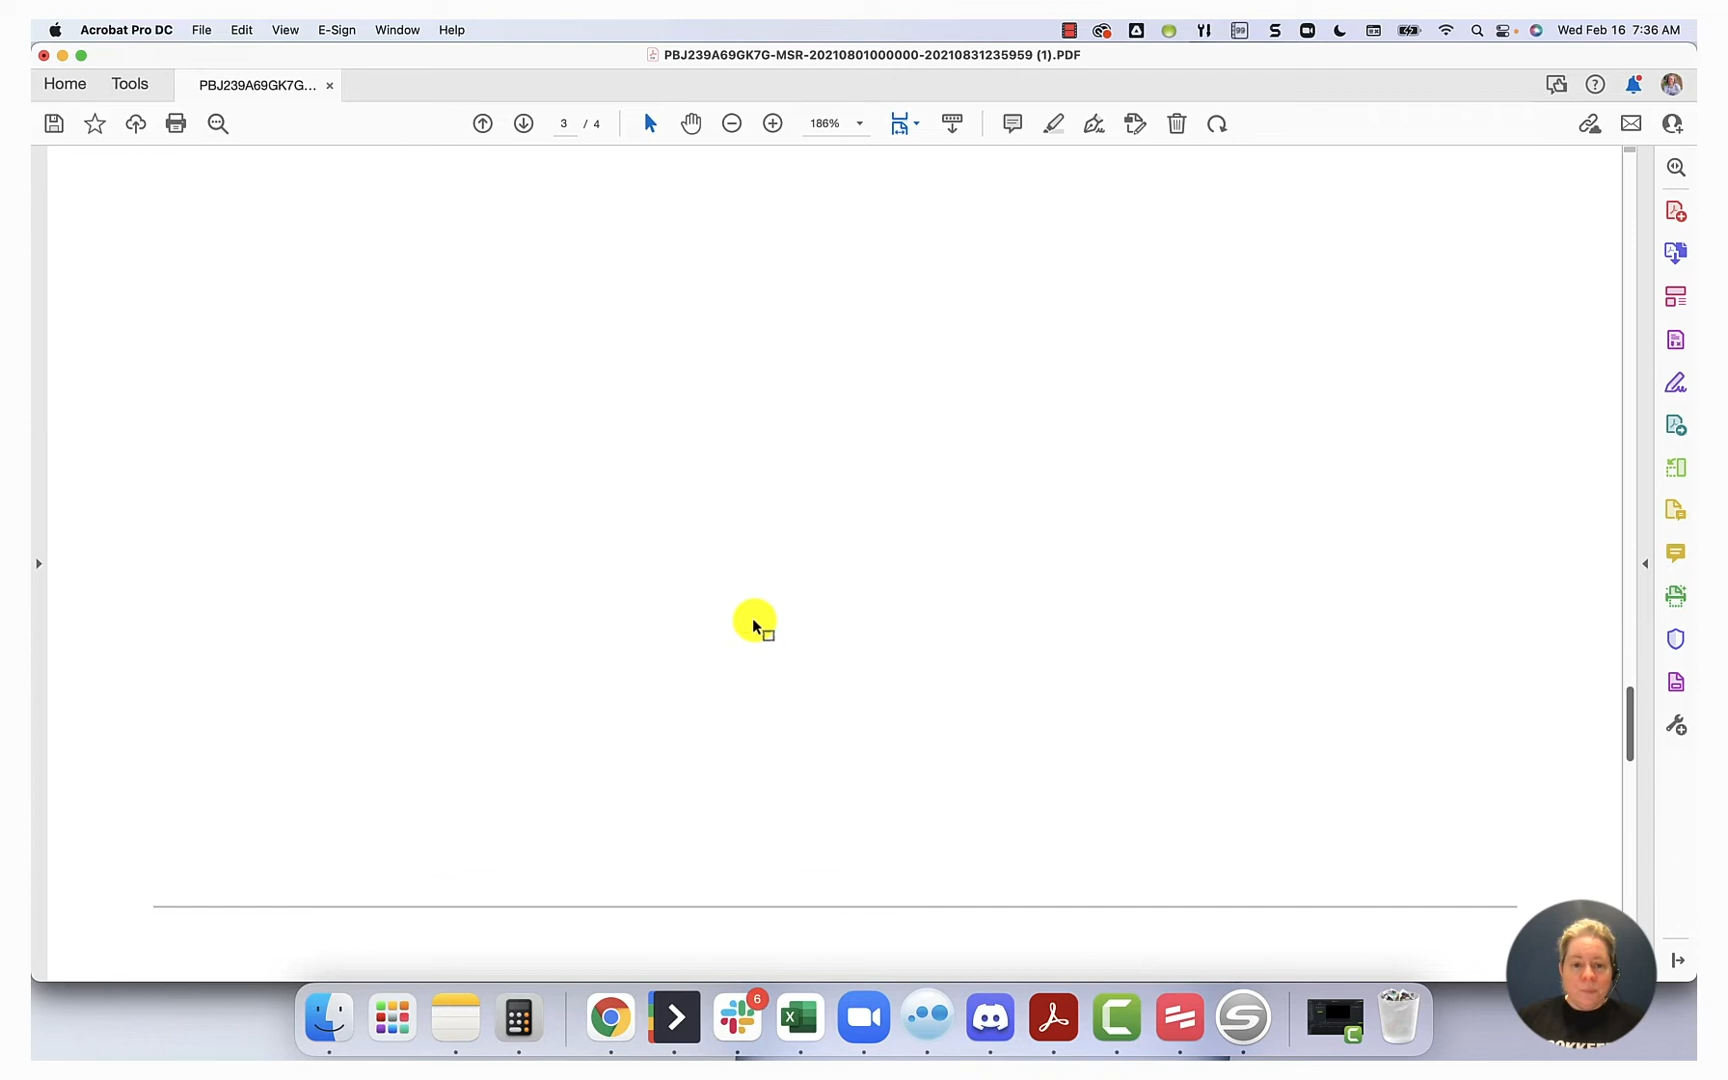 Acrobat Pro DC File Edit View E-Sign Window Help 99 Wed Feb 16 7:36 AM
PBJ239A69GK7G-MSR-20210801000000-20210831235959 (1).PDF
Home Tools PBJ239A69GK7G... ×
3 / 4 186%
6